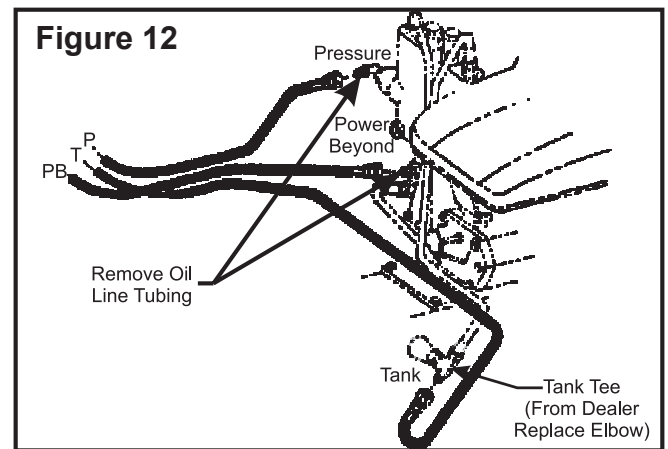 Figure 12
Pressure
Power
Beyond
P
T
PB
Remove Oil
Line Tubing
Tank
Tank Tee
(From Dealer
Replace Elbow)